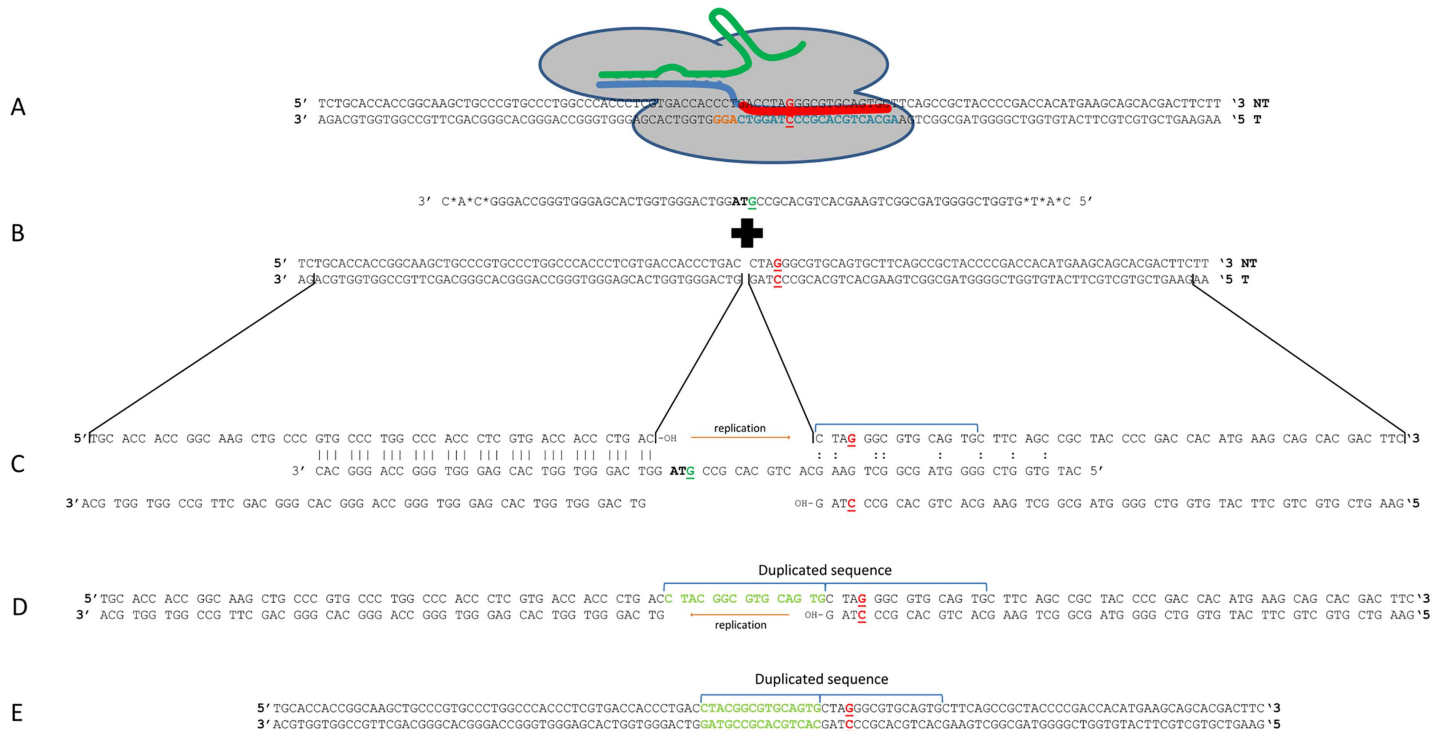 A
5′ TCTGCACCACCGGCAAGCTGCCCGTGCCCTGGCCCACCCTCGTGACCACCCTGACCTAGGGCGTGCAGTGCTTCAGCCGCTACCCCGACCACATGAAGCAGCACGACTTCTT ‵3 NT
3′ AGACGTGGTGGCCGTTCGACGGGCACGGGACCGGGTGGGAGCACTGGTGGGACTGGATCCCGCACGTCACGAAGTCGGCGATGGGGCTGGTGTACTTCGTCGTGCTGAAGAA ‵5 T
3′ C*A*C*GGGACCGGGTGGGAGCACTGGTGGGACTGGATGCCGCACGTCACGAAGTCGGCGATGGGGCTGGTG*T*A*C 5′
B
5′ TCTGCACCACCGGCAAGCTGCCCGTGCCCTGGCCCACCCTCGTGACCACCCTGAC CTAGGGCGTGCAGTGCTTCAGCCGCTACCCCGACCACATGAAGCAGCACGACTTCTT ‵3 NT
3′ AGACGTGGTGGCCGTTCGACGGGCACGGGACCGGGTGGGAGCACTGGTGGGACTG GATCCCGCACGTCACGAAGTCGGCGATGGGGCTGGTGTACTTCGTCGTGCTGAAGAA ‵5 T
C
5′TGC ACC ACC GGC AAG CTG CCC GTG CCC TGG CCC ACC CTC GTG ACC ACC CTG AC-OH replication C TAG GGC GTG CAG TGC TTC AGC CGC TAC CCC GAC CAC ATG AAG CAG CAC GAC TTC‵3
3′ CAC GGG ACC GGG TGG GAG CAC TGG TGG GAC TGG ATG CCG CAC GTC ACG AAG TCG GCG ATG GGG CTG GTG TAC 5′
3′ACG TGG TGG CCG TTC GAC GGG CAC GGG ACC GGG TGG GAG CAC TGG TGG GAC TG OH-G ATC CCG CAC GTC ACG AAG TCG GCG ATG GGG CTG GTG TAC TTC GTC GTG CTG AAG‵5
Duplicated sequence
D
5′TGC ACC ACC GGC AAG CTG CCC GTG CCC TGG CCC ACC CTC GTG ACC ACC CTG ACC TAC GGC GTG CAG TGC TAG GGC GTG CAG TGC TTC AGC CGC TAC CCC GAC CAC ATG AAG CAG CAC GAC TTC‵3
3′ ACG TGG TGG CCG TTC GAC GGG CAC GGG ACC GGG TGG GAG CAC TGG TGG GAC TG replication OH-G ATC CCG CAC GTC ACG AAG TCG GCG ATG GGG CTG GTG TAC TTC GTC GTG CTG AAG‵5
Duplicated sequence
E
5′TGCACCACCGGCAAGCTGCCCGTGCCCTGGCCCACCCTCGTGACCACCCTGACCTACGGCGTGCAGTGCTAGGGCGTGCAGTGCTTCAGCCGCTACCCCGACCACATGAAGCAGCACGACTTC‵3
3′ACGTGGTGGCCGTTCGACGGGCACGGGACCGGGTGGGAGCACTGGTGGGACTGGATGCCGCACGTCACGATCCCGCACGTCACGAAGTCGGCGATGGGGCTGGTGTACTTCGTCGTGCTGAAG‵5